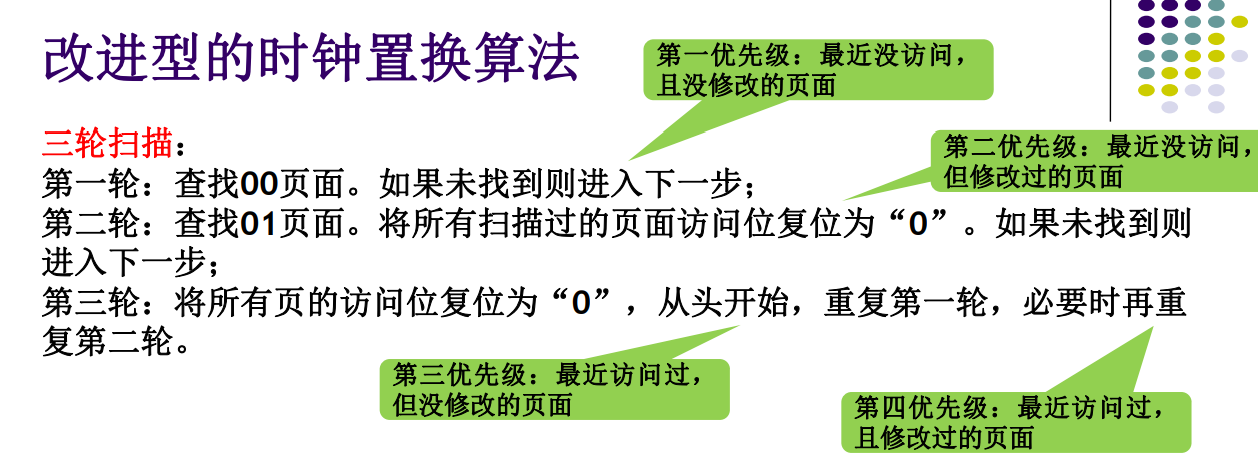 改进型的时钟置换算法
第一优先级：最近没访问，
且没修改的页面
三轮扫描：
第二优先级：最近没访问，
但修改过的页面
第一轮：查找00页面。如果未找到则进入下一步；
第二轮：查找01页面。将所有扫描过的页面访问位复位为“0”。如果未找到则
进入下一步；
第三轮：将所有页的访问位复位为“0”，从头开始，重复第一轮，必要时再重
复第二轮。
第三优先级：最近访问过，
但没修改的页面
第四优先级：最近访问过，
且修改过的页面